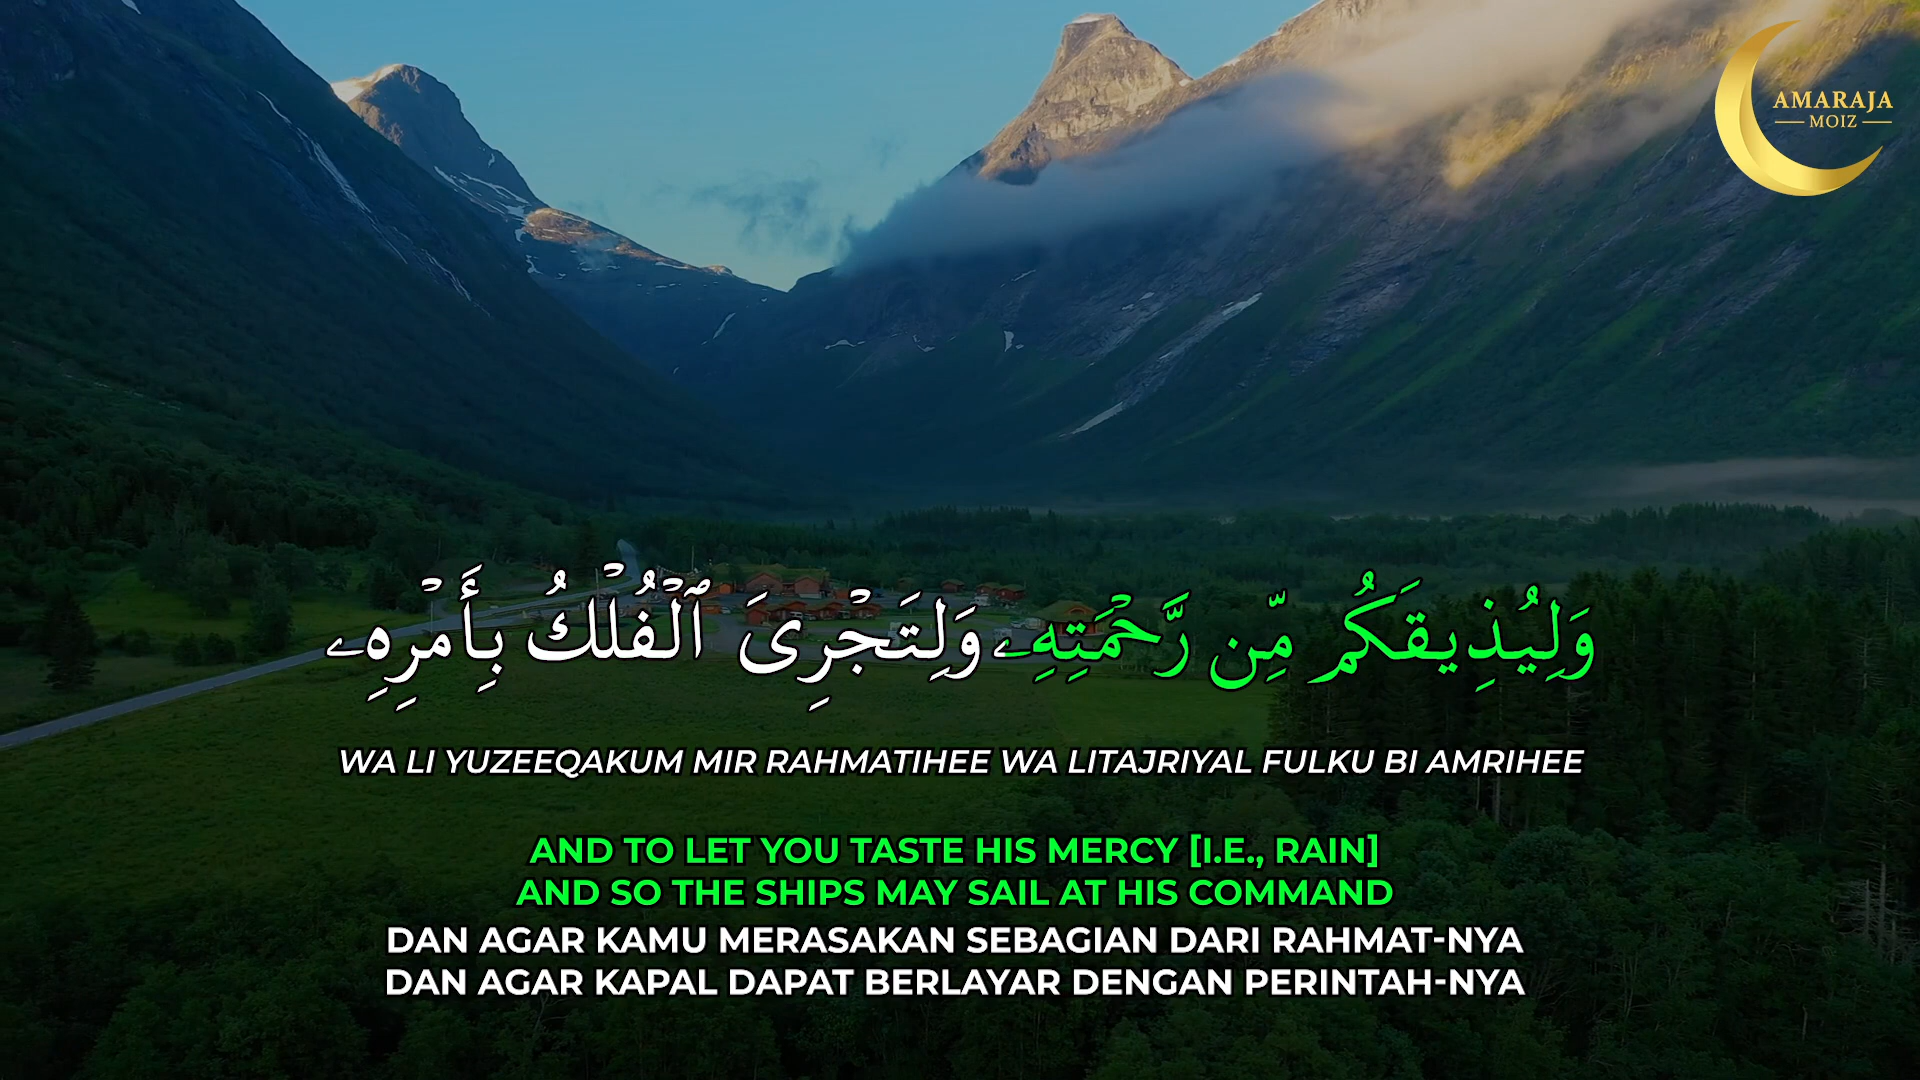 AMARAJA
MOIZ
وَلِيُذِيقَكُم مِّن رَّحْمَتِهِۦ وَلِتَجْرِىَ ٱلْفُلْكُ بِأَمْرِهِۦ
WA LI YUZEEQAKUM MIR RAHMATIHEE WA LITAJRIYAL FULKU BI AMRIHEE
AND TO LET YOU TASTE HIS MERCY [I.E., RAIN]
AND SO THE SHIPS MAY SAIL AT HIS COMMAND
DAN AGAR KAMU MERASAKAN SEBAGIAN DARI RAHMAT-NYA
DAN AGAR KAPAL DAPAT BERLAYAR DENGAN PERINTAH-NYA